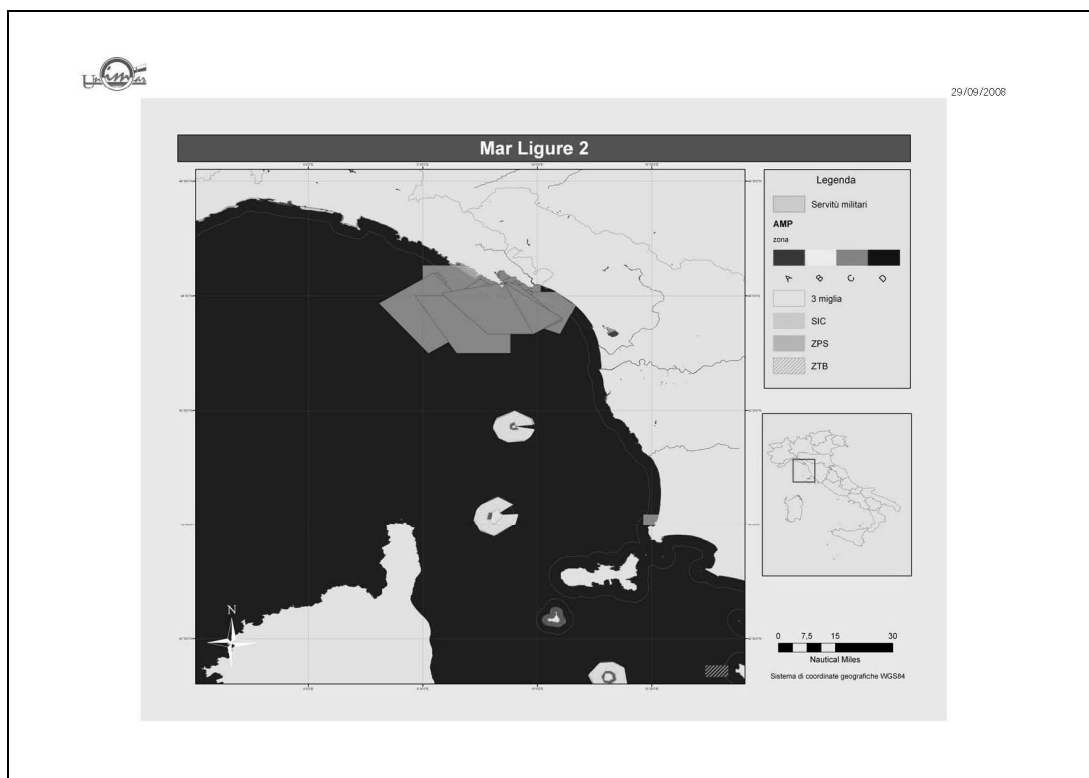 Unimar
29/09/2008
Mar Ligure 2
Legenda
Servitù militari
AMP
zona
A B C D
3 miglia
SIC
ZPS
ZTB
N
0 7,5 15 30
Nautical Miles
Sistema di coordinate geografiche WGS84